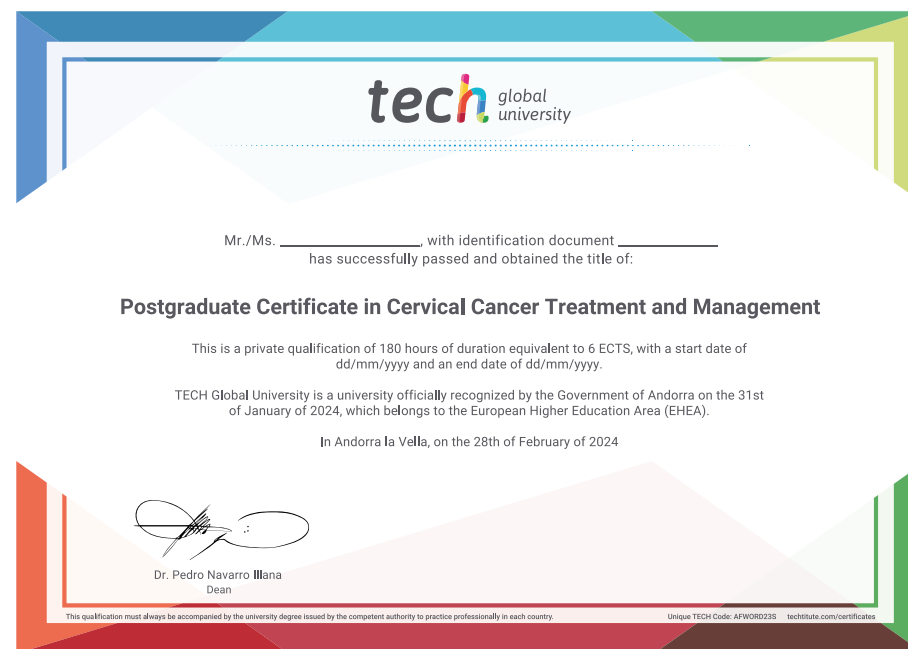 tech global university
Mr./Ms. ____________________, with identification document ______________
has successfully passed and obtained the title of:
Postgraduate Certificate in Cervical Cancer Treatment and Management
This is a private qualification of 180 hours of duration equivalent to 6 ECTS, with a start date of
dd/mm/yyyy and an end date of dd/mm/yyyy.
TECH Global University is a university officially recognized by the Government of Andorra on the 31st
of January of 2024, which belongs to the European Higher Education Area (EHEA).
In Andorra la Vella, on the 28th of February of 2024
Dr. Pedro Navarro Illana
Dean
This qualification must always be accompanied by the university degree issued by the competent authority to practice professionally in each country.
Unique TECH Code: AFWORD23S techtitute.com/certificates